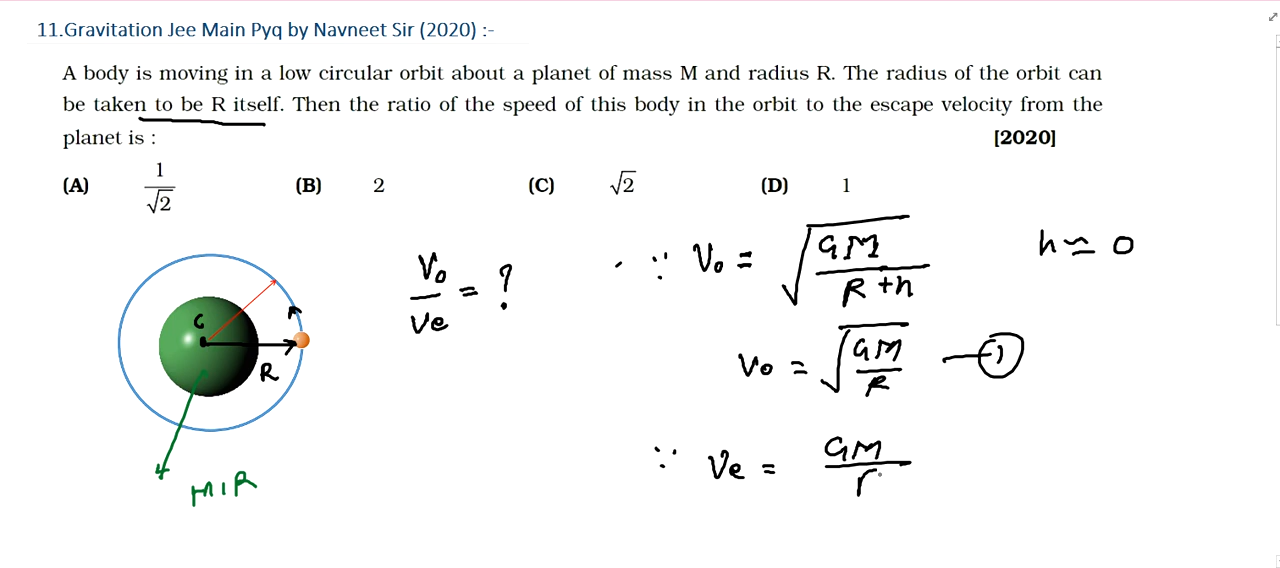 11.Gravitation Jee Main Pyq by Navneet Sir (2020) :-
A body is moving in a low circular orbit about a planet of mass M and radius R. The radius of the orbit can
be taken to be R itself. Then the ratio of the speed of this body in the orbit to the escape velocity from the
planet is : [2020]
(A) 1/√2 (B) 2 (C) √2 (D) 1
V₀/Ve = ?
∵ V₀ = √(GM/(R+h)) h ≃ 0
V₀ = √(GM/R) —①
∵ Ve = GM/r
C
R
M, R